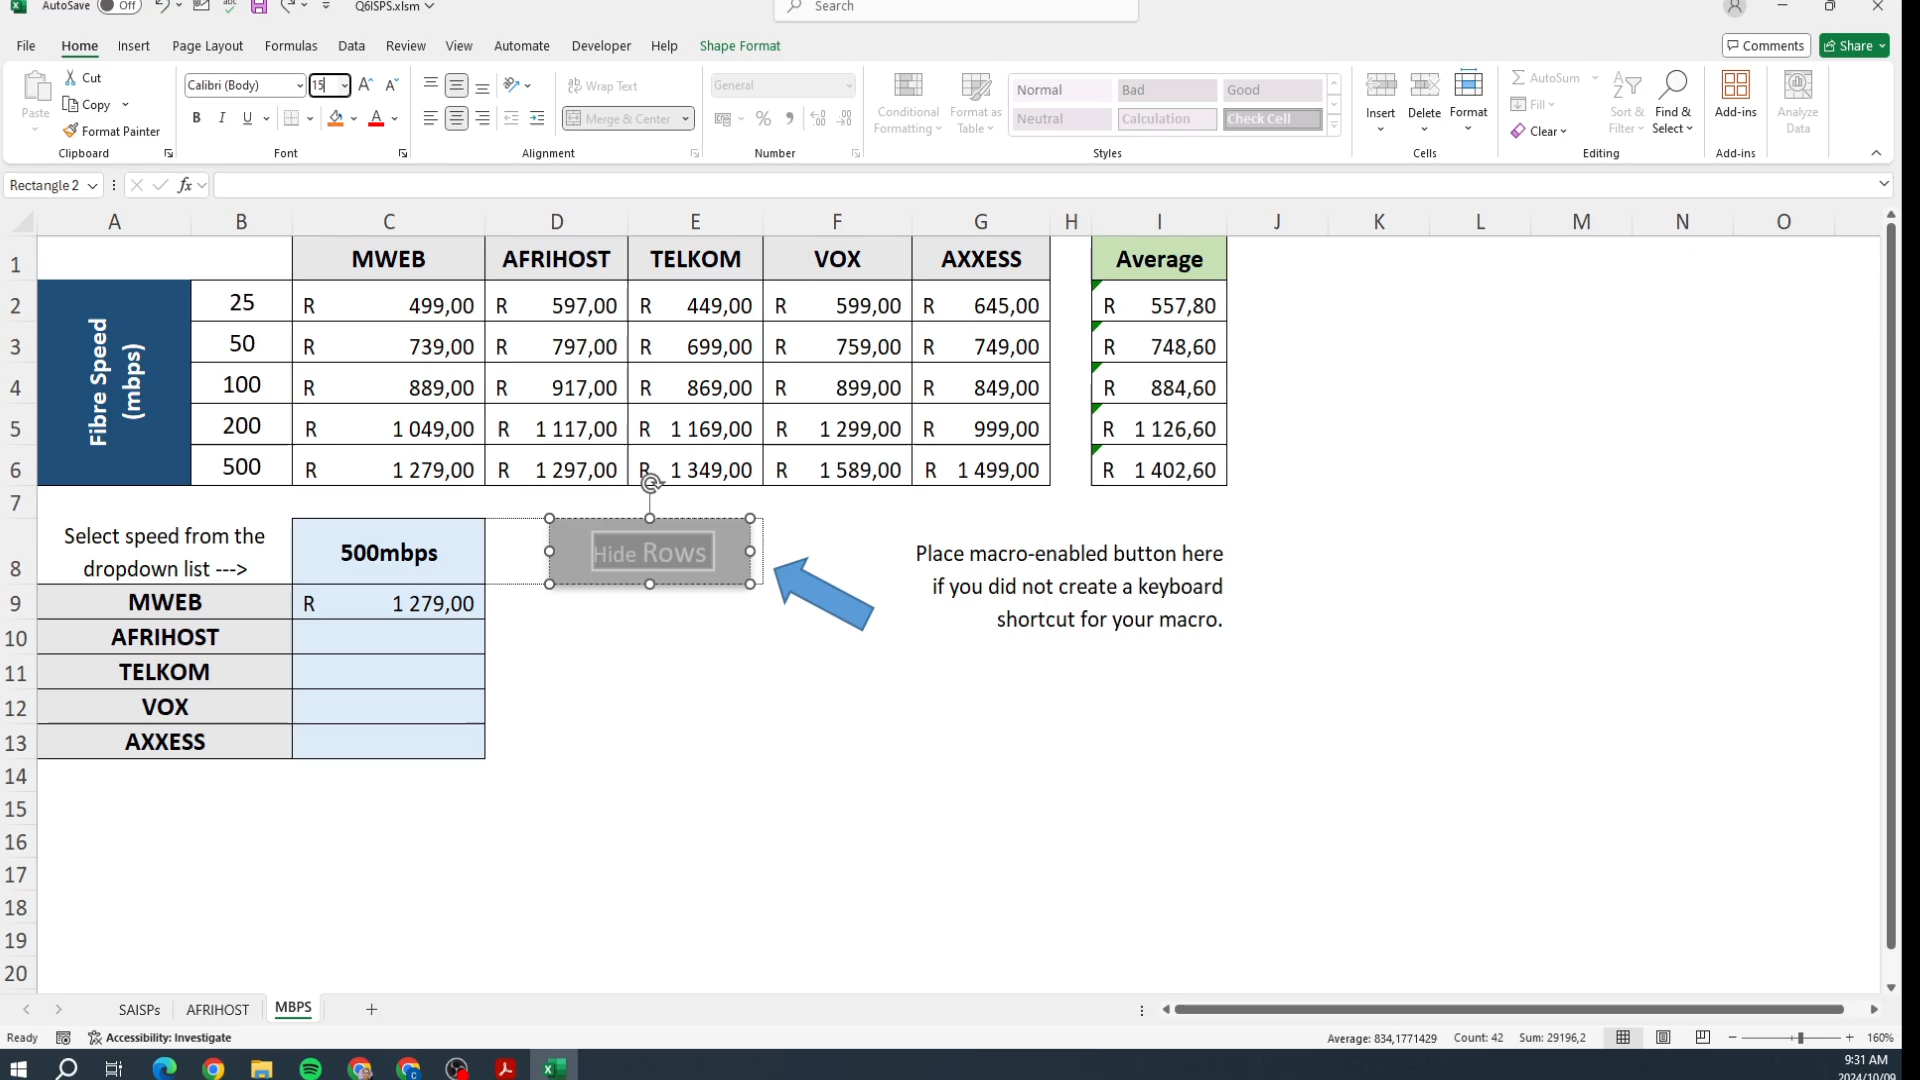 AutoSave Off Q6ISPS.xlsm Search
File Home Insert Page Layout Formulas Data Review View Automate Developer Help Shape Format Comments Share
Paste
Cut
Copy
Format Painter
Clipboard
Calibri (Body) 15
B I U
Font
Wrap Text
Merge & Center
Alignment
General
Number
Conditional
Formatting
Format as
Table
Normal Bad Good
Neutral Calculation Check Cell
Styles
Insert Delete Format
Cells
AutoSum
Fill
Clear
Sort &
Filter
Find &
Select
Editing
Add-ins
Add-ins
Analyze
Data
Rectangle 2 fx
A B C D E F G H I J K L M N O
1 MWEB AFRIHOST TELKOM VOX AXXESS Average
Fibre Speed
(mbps)
2 25 R 499,00 R 597,00 R 449,00 R 599,00 R 645,00 R 557,80
3 50 R 739,00 R 797,00 R 699,00 R 759,00 R 749,00 R 748,60
4 100 R 889,00 R 917,00 R 869,00 R 899,00 R 849,00 R 884,60
5 200 R 1 049,00 R 1 117,00 R 1 169,00 R 1 299,00 R 999,00 R 1 126,60
6 500 R 1 279,00 R 1 297,00 R 1 349,00 R 1 589,00 R 1 499,00 R 1 402,60
7
8
Select speed from the
dropdown list --->
500mbps
Hide Rows
Place macro-enabled button here
if you did not create a keyboard
shortcut for your macro.
9 MWEB R 1 279,00
10 AFRIHOST
11 TELKOM
12 VOX
13 AXXESS
14
15
16
17
18
19
20
SAISPs AFRIHOST MBPS
Ready Accessibility: Investigate Average: 834,1771429 Count: 42 Sum: 29196,2 160%
9:31 AM
2024/10/09